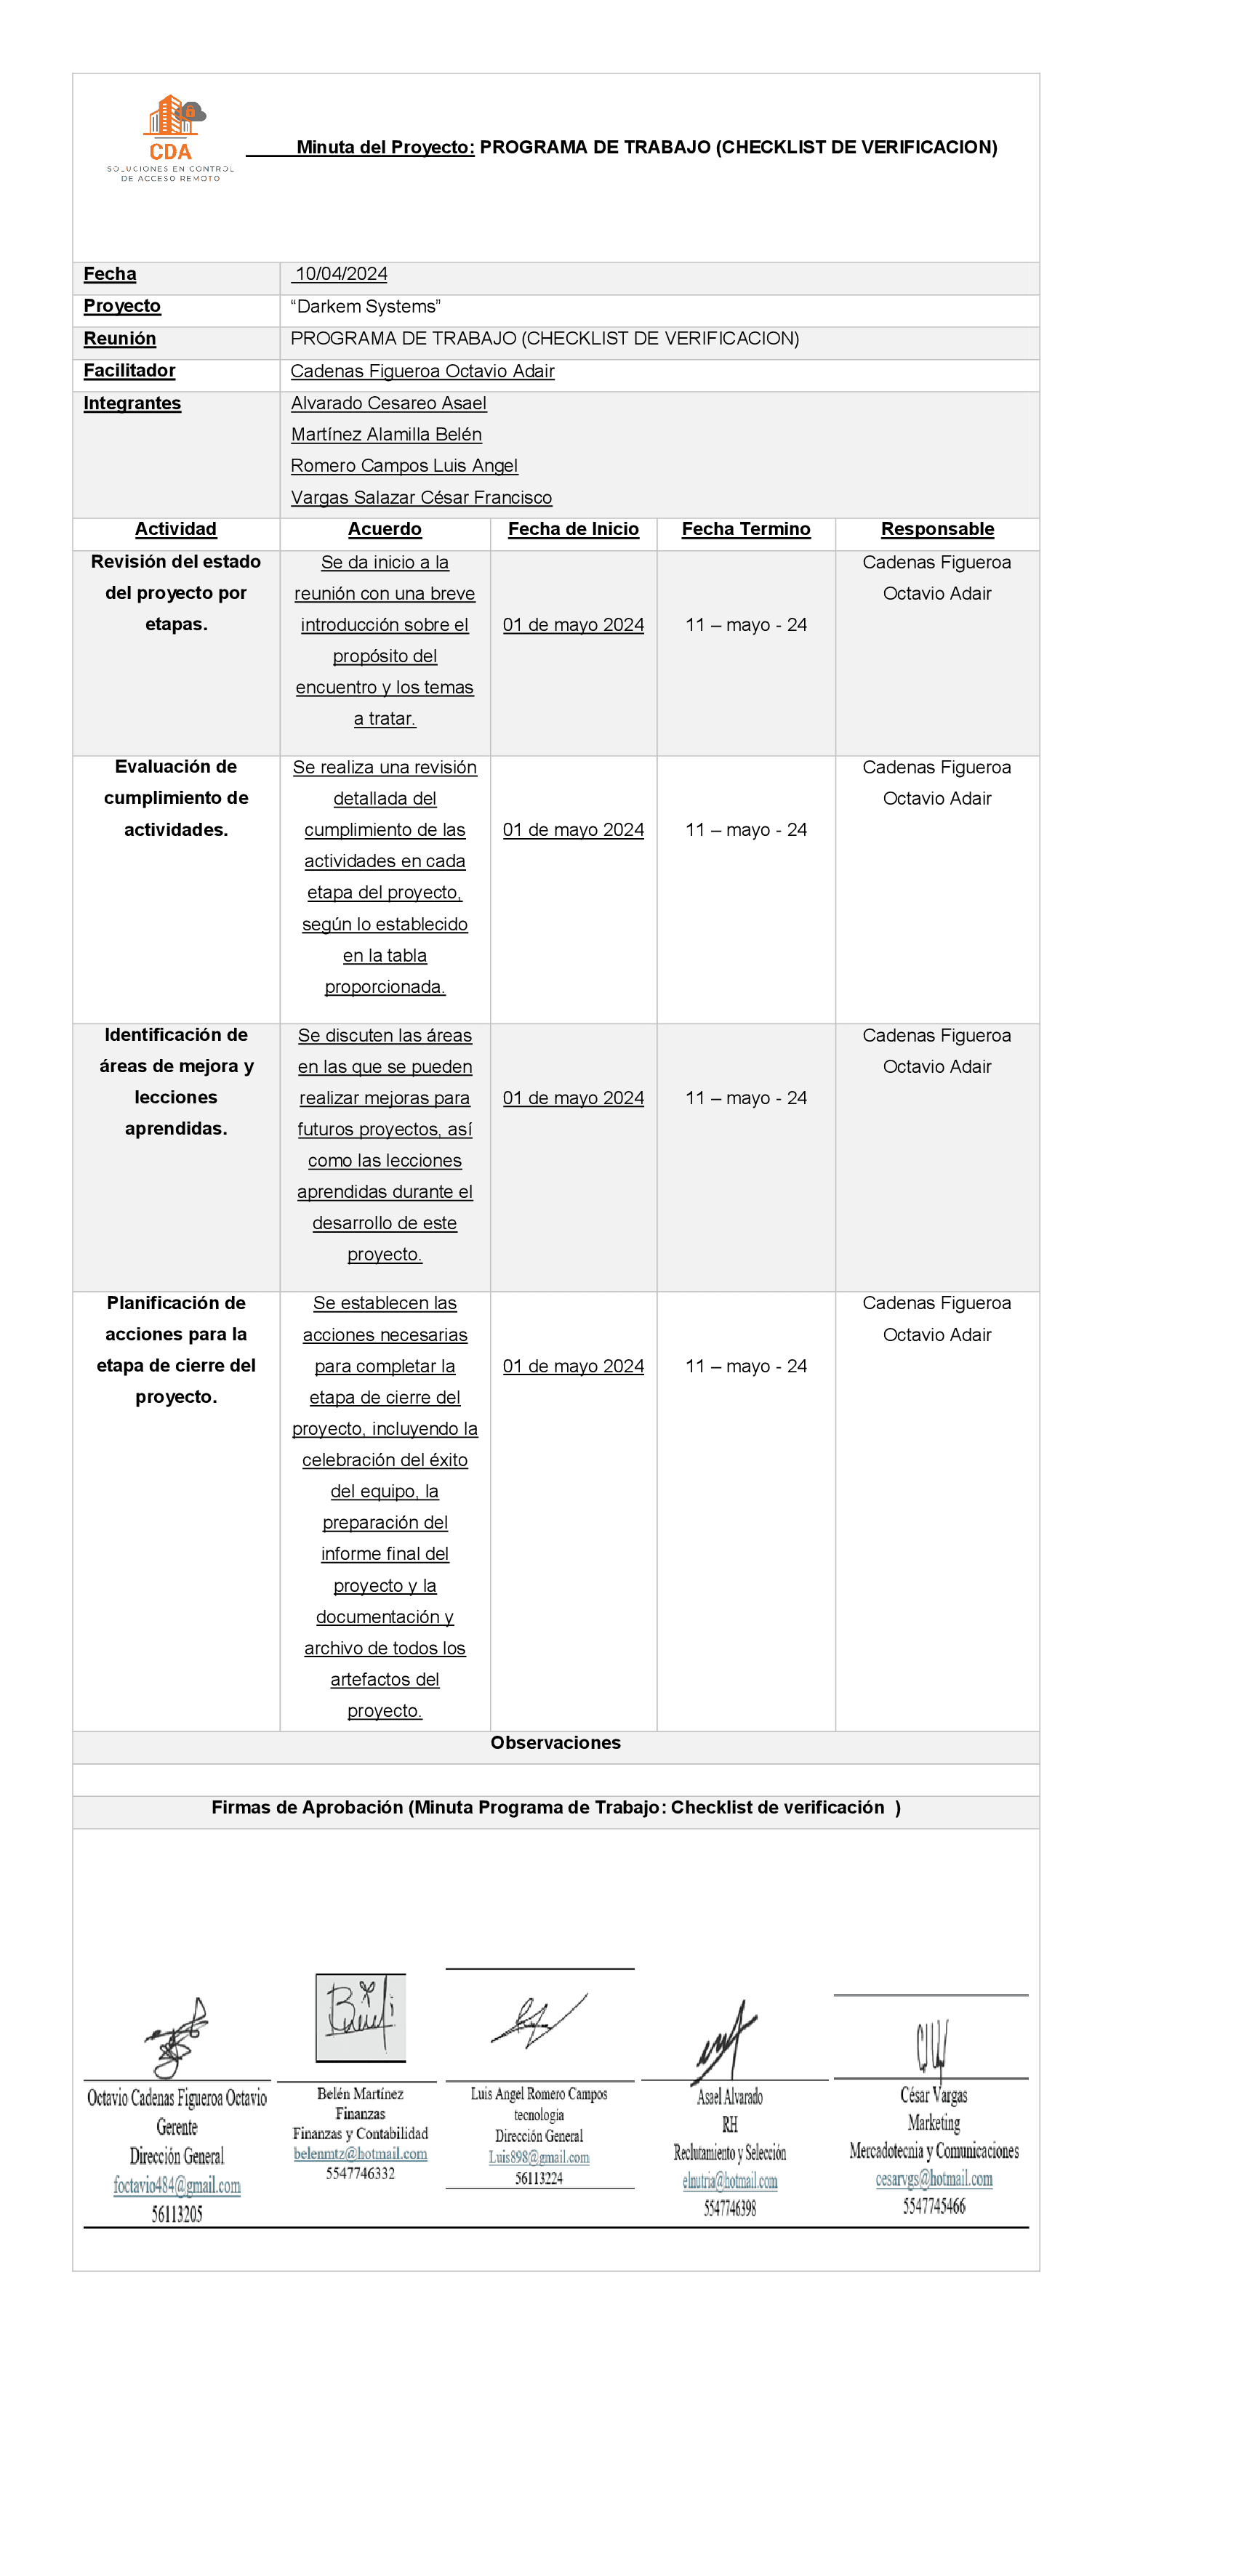 CDA
SOLUCIONES EN CONTROL
DE ACCESO REMOTO
Minuta del Proyecto: PROGRAMA DE TRABAJO (CHECKLIST DE VERIFICACION)
Fecha 10/04/2024
Proyecto “Darkem Systems”
Reunión PROGRAMA DE TRABAJO (CHECKLIST DE VERIFICACION)
Facilitador Cadenas Figueroa Octavio Adair
Integrantes Alvarado Cesareo Asael
Martínez Alamilla Belén
Romero Campos Luis Angel
Vargas Salazar César Francisco
Actividad Acuerdo Fecha de Inicio Fecha Termino Responsable
Revisión del estado
del proyecto por
etapas.
Se da inicio a la
reunión con una breve
introducción sobre el
propósito del
encuentro y los temas
a tratar.
01 de mayo 2024
11 – mayo - 24
Cadenas Figueroa
Octavio Adair
Evaluación de
cumplimiento de
actividades.
Se realiza una revisión
detallada del
cumplimiento de las
actividades en cada
etapa del proyecto,
según lo establecido
en la tabla
proporcionada.
01 de mayo 2024
11 – mayo - 24
Cadenas Figueroa
Octavio Adair
Identificación de
áreas de mejora y
lecciones
aprendidas.
Se discuten las áreas
en las que se pueden
realizar mejoras para
futuros proyectos, así
como las lecciones
aprendidas durante el
desarrollo de este
proyecto.
01 de mayo 2024
11 – mayo - 24
Cadenas Figueroa
Octavio Adair
Planificación de
acciones para la
etapa de cierre del
proyecto.
Se establecen las
acciones necesarias
para completar la
etapa de cierre del
proyecto, incluyendo la
celebración del éxito
del equipo, la
preparación del
informe final del
proyecto y la
documentación y
archivo de todos los
artefactos del
proyecto.
01 de mayo 2024
11 – mayo - 24
Cadenas Figueroa
Octavio Adair
Observaciones
Firmas de Aprobación (Minuta Programa de Trabajo: Checklist de verificación )
Octavio Cadenas Figueroa Octavio
Gerente
Dirección General
foctavio484@gmail.com
56113205
Belén Martínez
Finanzas
Finanzas y Contabilidad
belenmtz@hotmail.com
5547746332
Luis Angel Romero Campos
tecnologia
Dirección General
Luis898@gmail.com
56113224
Asael Alvarado
RH
Reclutamiento y Selección
elnutria@hotmail.com
5547746398
César Vargas
Marketing
Mercadotecnia y Comunicaciones
cesarvgs@hotmail.com
5547745466